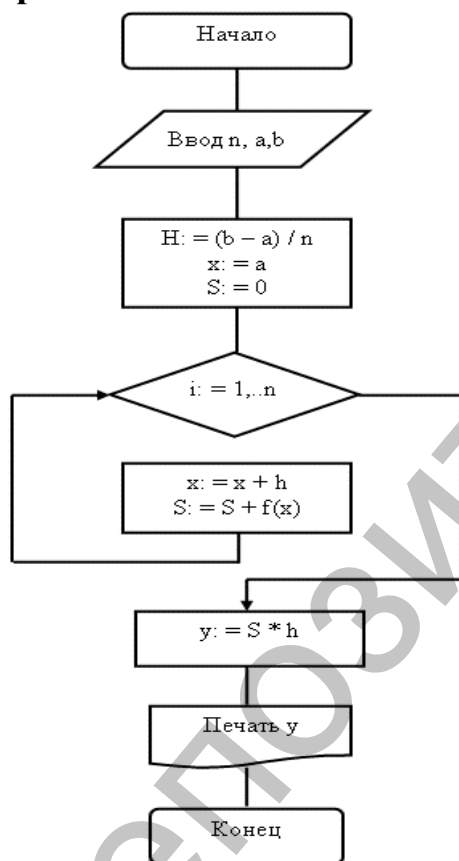 Начало
Ввод n, a,b
H: = (b – a) / n
x: = a
S: = 0
i: = 1,..n
x: = x + h
S: = S + f(x)
y: = S * h
Печать y
Конец